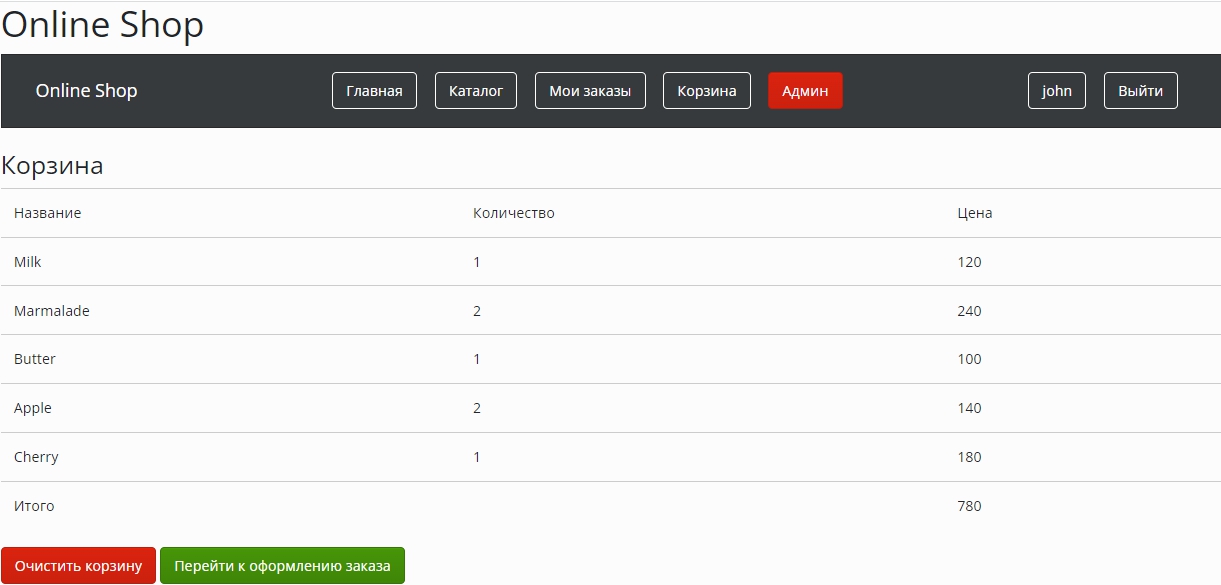 Online Shop
Online Shop Главная Каталог Мои заказы Корзина Админ john Выйти
Корзина
Название Количество Цена
Milk 1 120
Marmalade 2 240
Butter 1 100
Apple 2 140
Cherry 1 180
Итого 780
Очистить корзину Перейти к оформлению заказа